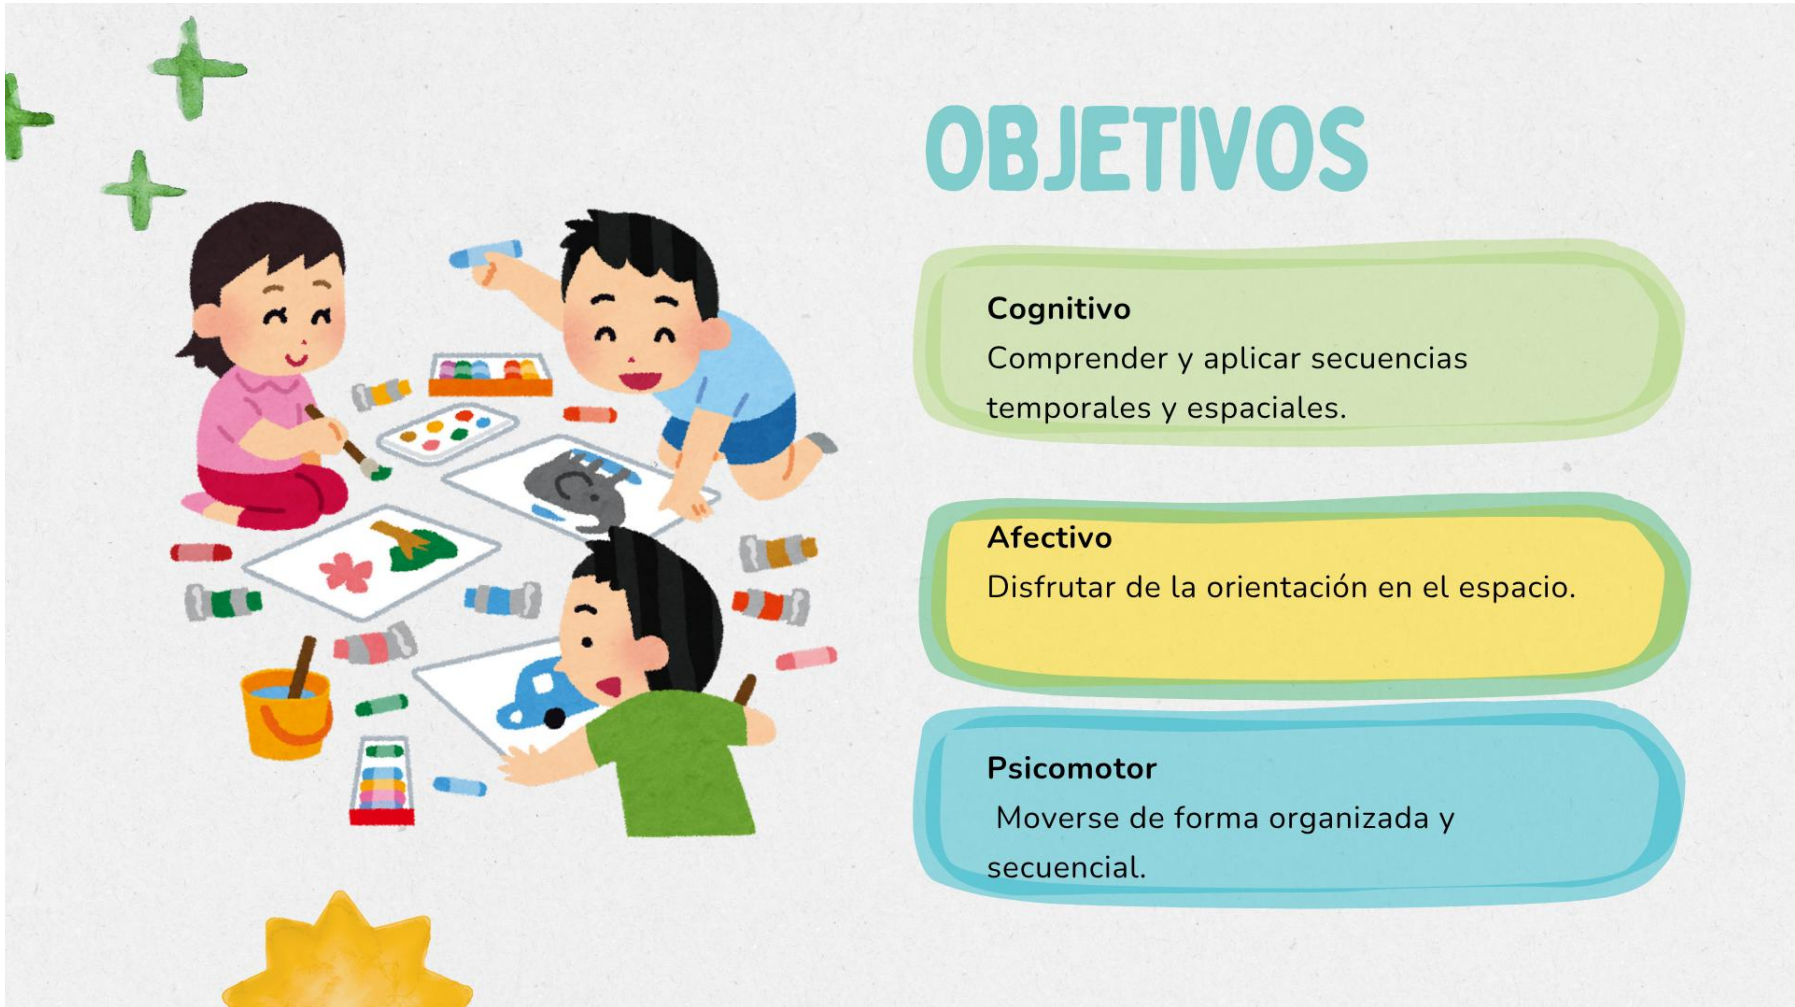 OBJETIVOS
Cognitivo
Comprender y aplicar secuencias
temporales y espaciales.
Afectivo
Disfrutar de la orientación en el espacio.
Psicomotor
Moverse de forma organizada y
secuencial.